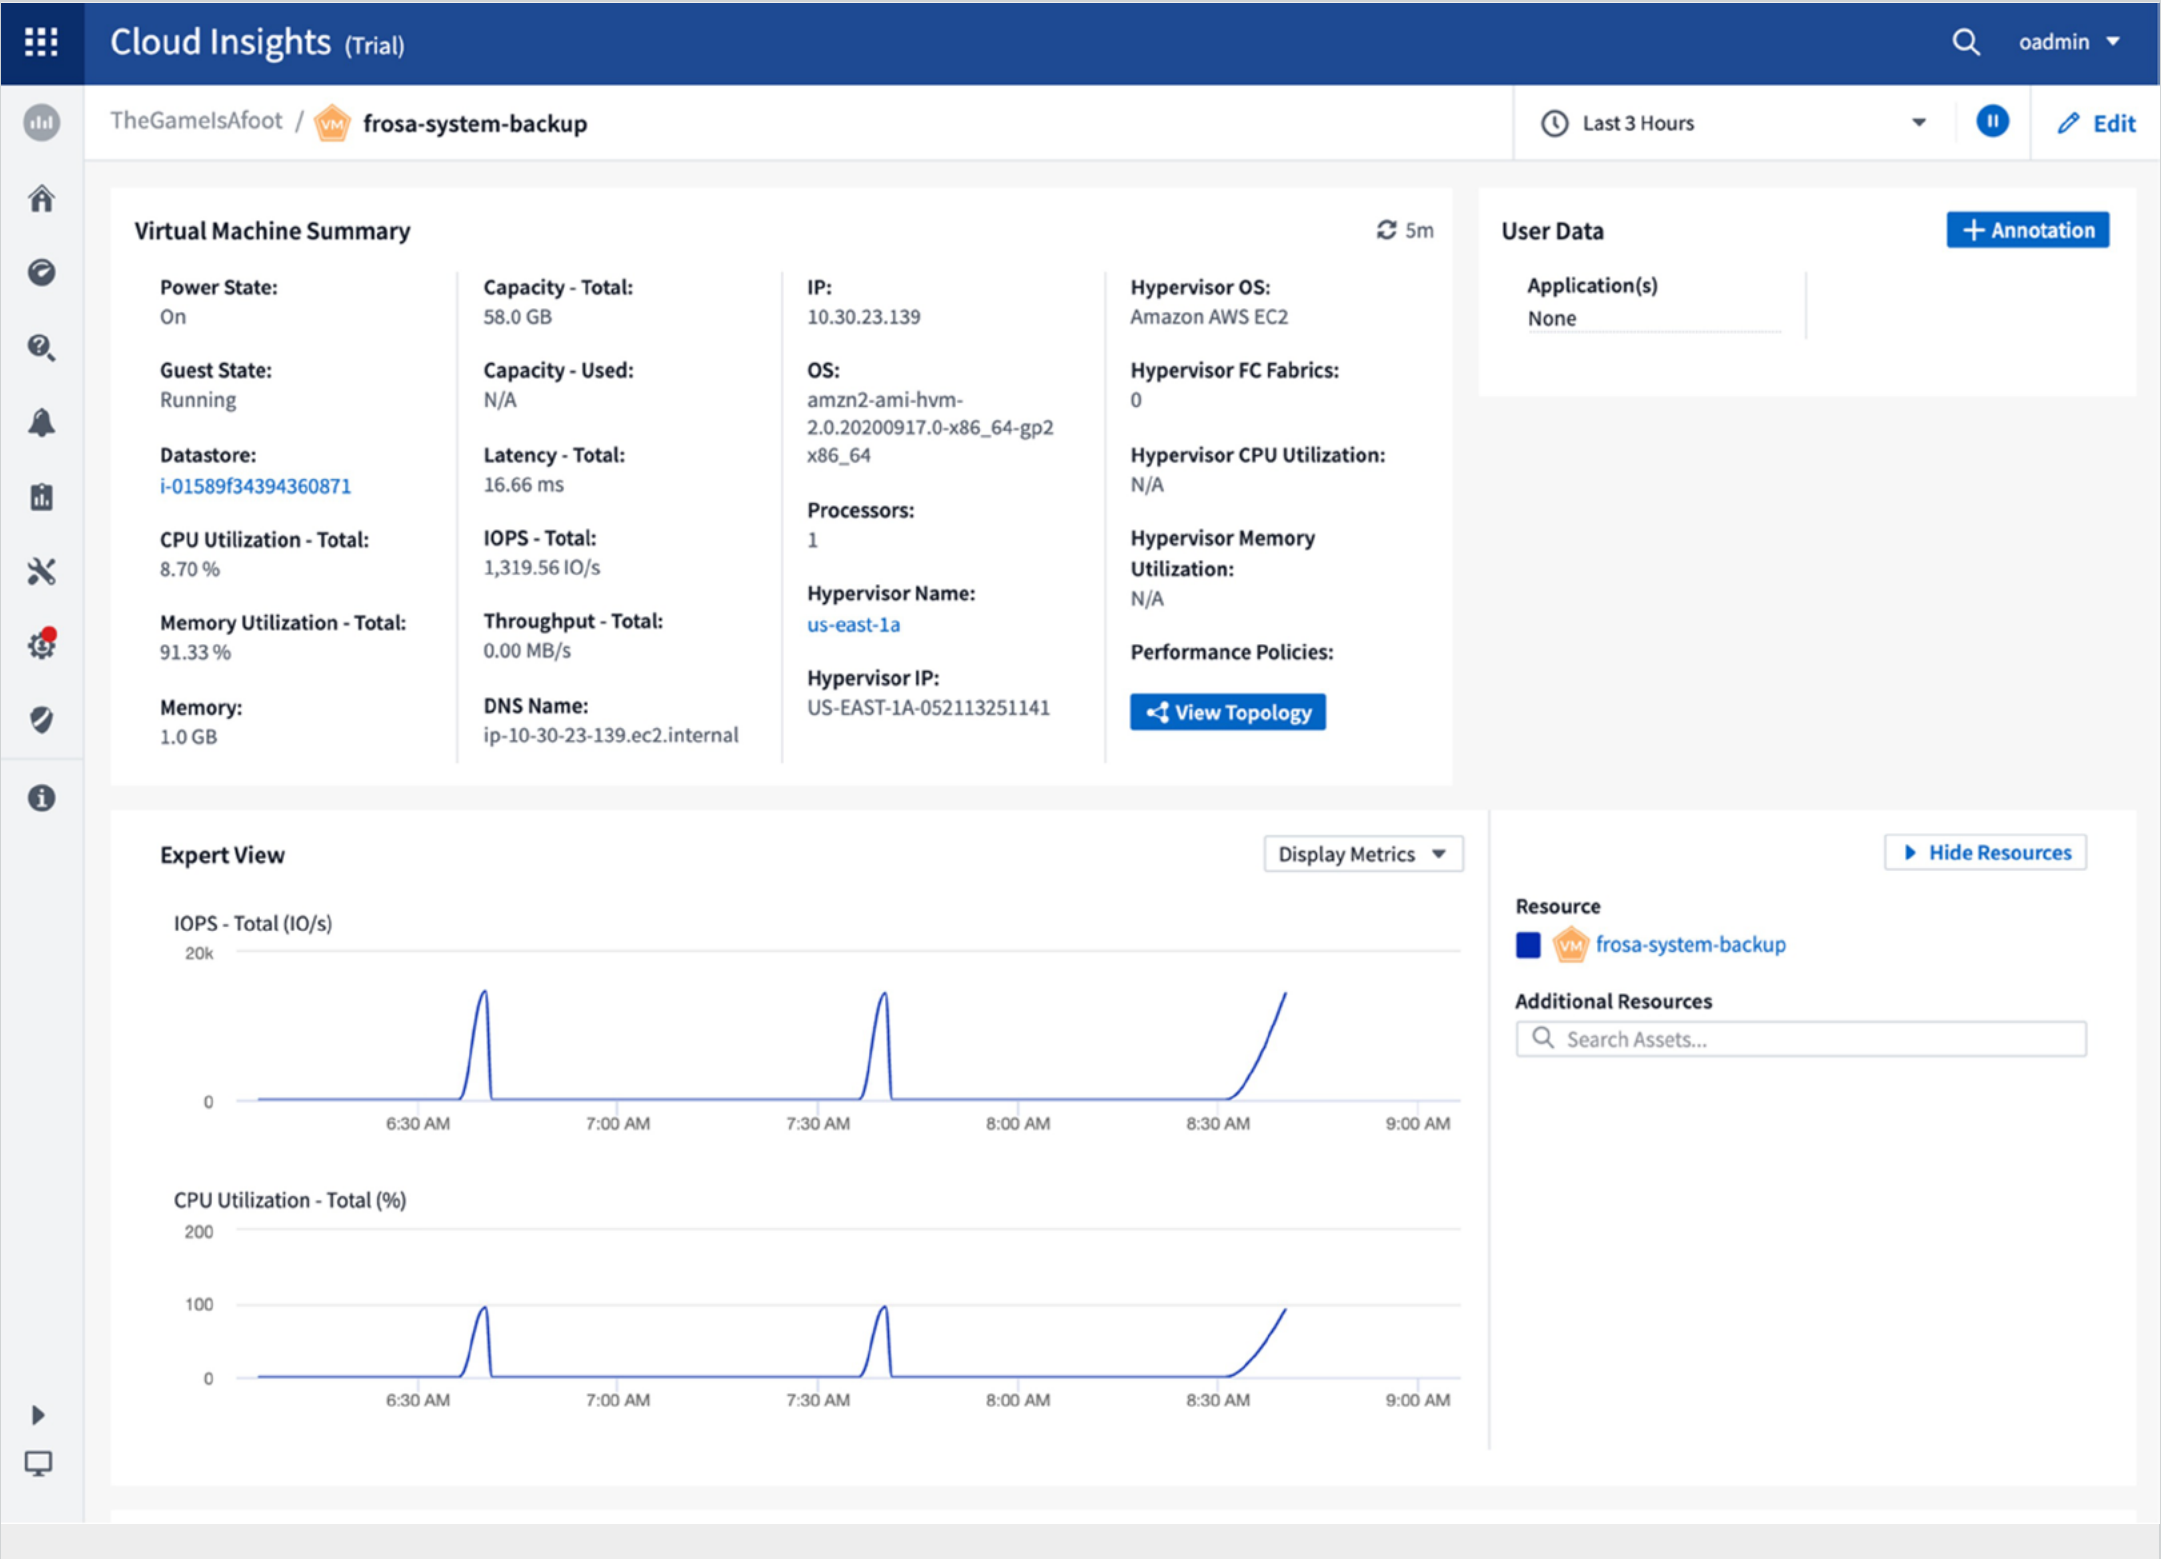 Cloud Insights (Trial)
oadmin
TheGameIsAfoot / VM frosa-system-backup
Last 3 Hours
Edit
Virtual Machine Summary
5m
Power State:
On
Guest State:
Running
Datastore:
i-01589f34394360871
CPU Utilization - Total:
8.70 %
Memory Utilization - Total:
91.33 %
Memory:
1.0 GB
Capacity - Total:
58.0 GB
Capacity - Used:
N/A
Latency - Total:
16.66 ms
IOPS - Total:
1,319.56 IO/s
Throughput - Total:
0.00 MB/s
DNS Name:
ip-10-30-23-139.ec2.internal
IP:
10.30.23.139
OS:
amzn2-ami-hvm-
2.0.20200917.0-x86_64-gp2
x86_64
Processors:
1
Hypervisor Name:
us-east-1a
Hypervisor IP:
US-EAST-1A-052113251141
Hypervisor OS:
Amazon AWS EC2
Hypervisor FC Fabrics:
0
Hypervisor CPU Utilization:
N/A
Hypervisor Memory
Utilization:
N/A
Performance Policies:
View Topology
User Data
+ Annotation
Application(s)
None
Expert View
Display Metrics
IOPS - Total (IO/s)
20k
0
6:30 AM 7:00 AM 7:30 AM 8:00 AM 8:30 AM 9:00 AM
CPU Utilization - Total (%)
200
100
0
6:30 AM 7:00 AM 7:30 AM 8:00 AM 8:30 AM 9:00 AM
Hide Resources
Resource
VM frosa-system-backup
Additional Resources
Search Assets...